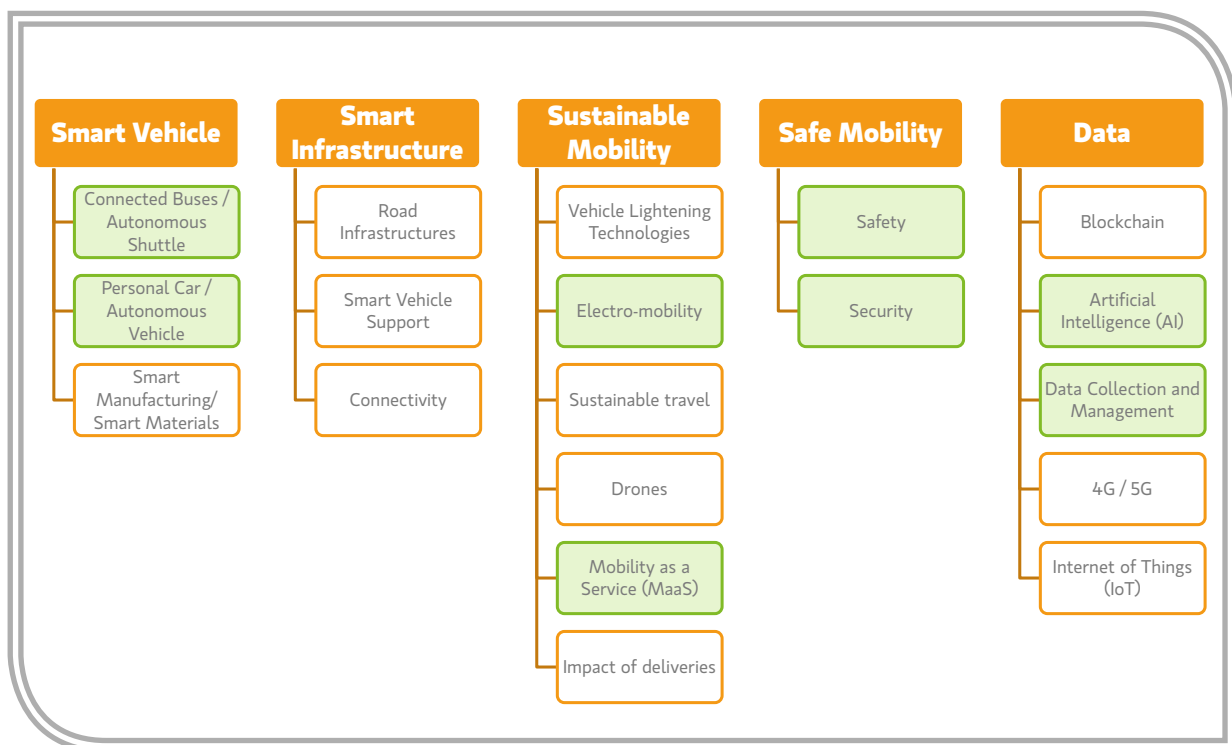 Smart Vehicle
Connected Buses /
Autonomous
Shuttle
Personal Car /
Autonomous
Vehicle
Smart
Manufacturing/
Smart Materials
Smart
Infrastructure
Road
Infrastructures
Smart Vehicle
Support
Connectivity
Sustainable
Mobility
Vehicle Lightening
Technologies
Electro-mobility
Sustainable travel
Drones
Mobility as a
Service (MaaS)
Impact of deliveries
Safe Mobility
Safety
Security
Data
Blockchain
Artificial
Intelligence (AI)
Data Collection and
Management
4G / 5G
Internet of Things
(IoT)